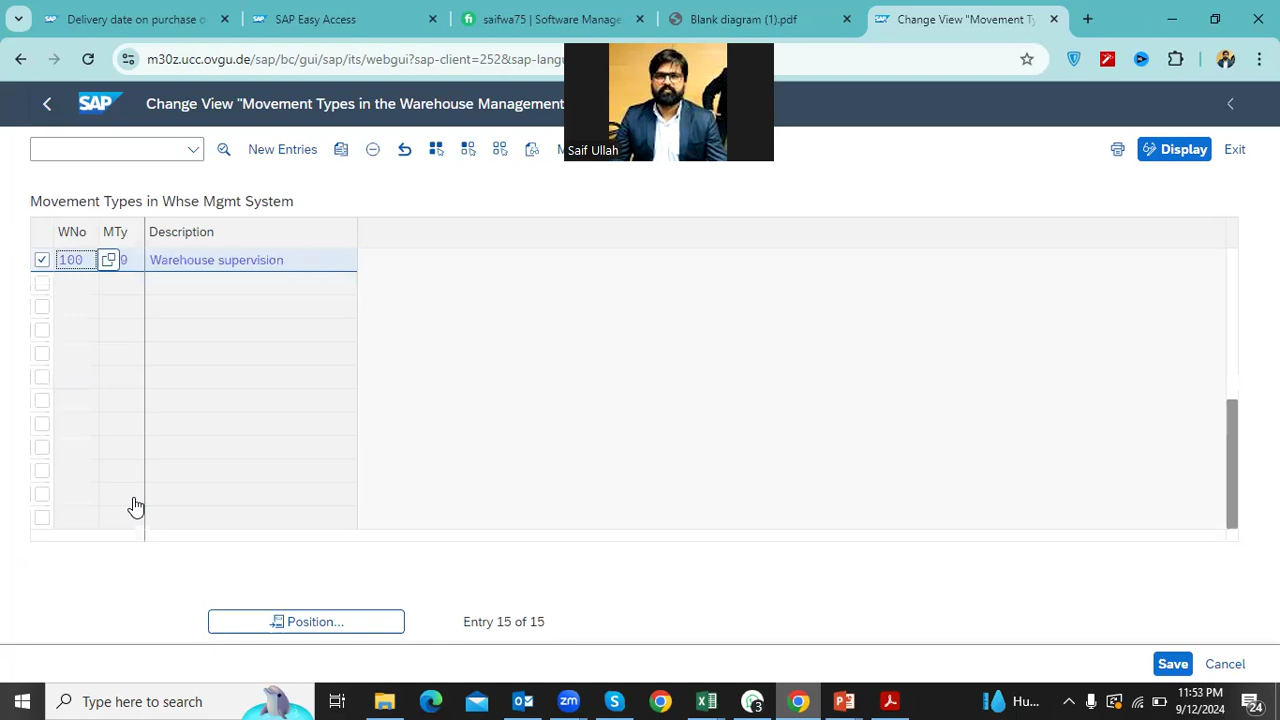 Delivery date on purchase o
SAP Easy Access
saifwa75 | Software Manage
Blank diagram (1).pdf
Change View "Movement Ty
m30z.ucc.ovgu.de/sap/bc/gui/sap/its/webgui?sap-client=252&sap-langu
SAP Change View "Movement Types in the Warehouse Management
New Entries
Display
Exit
Saif Ullah
Movement Types in Whse Mgmt System
WNo MTy Description
100 9 Warehouse supervision
Position...
Entry 15 of 15
Save Cancel
Type here to search
Hu...
3
11:53 PM
9/12/2024
24